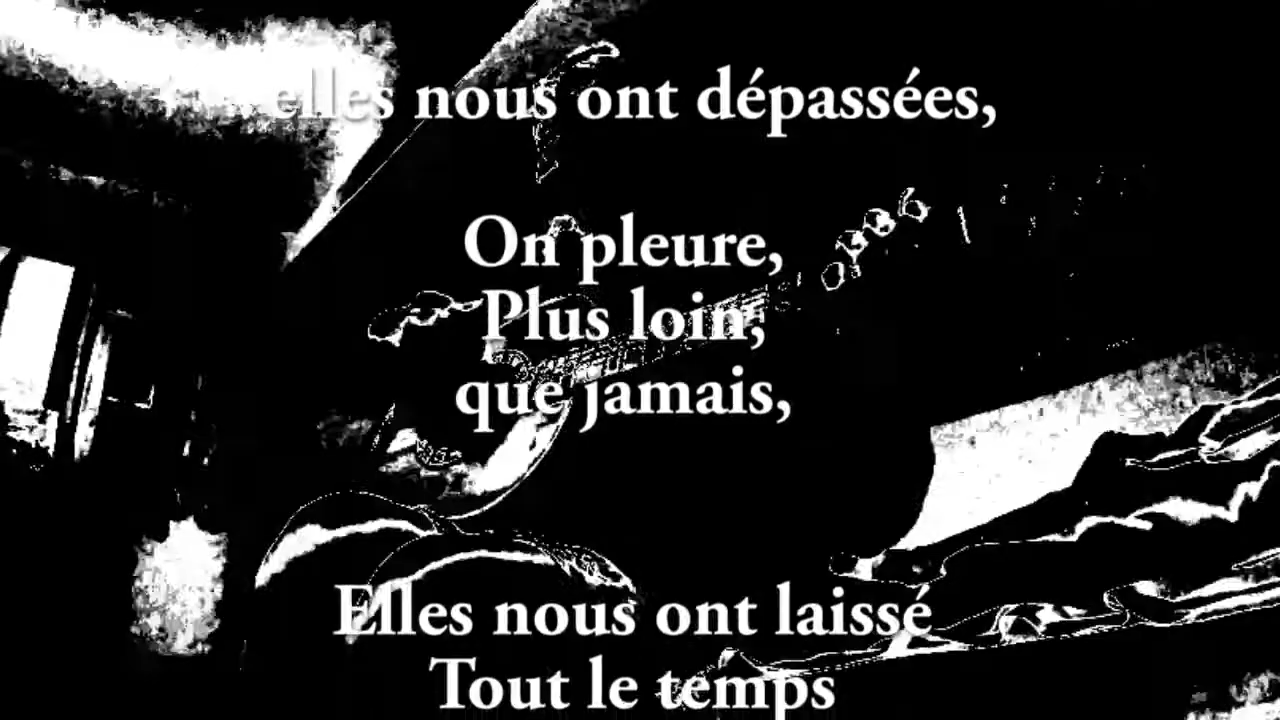 elles nous ont dépassées,
On pleure,
Plus loin,
que jamais,
Elles nous ont laissé
Tout le temps